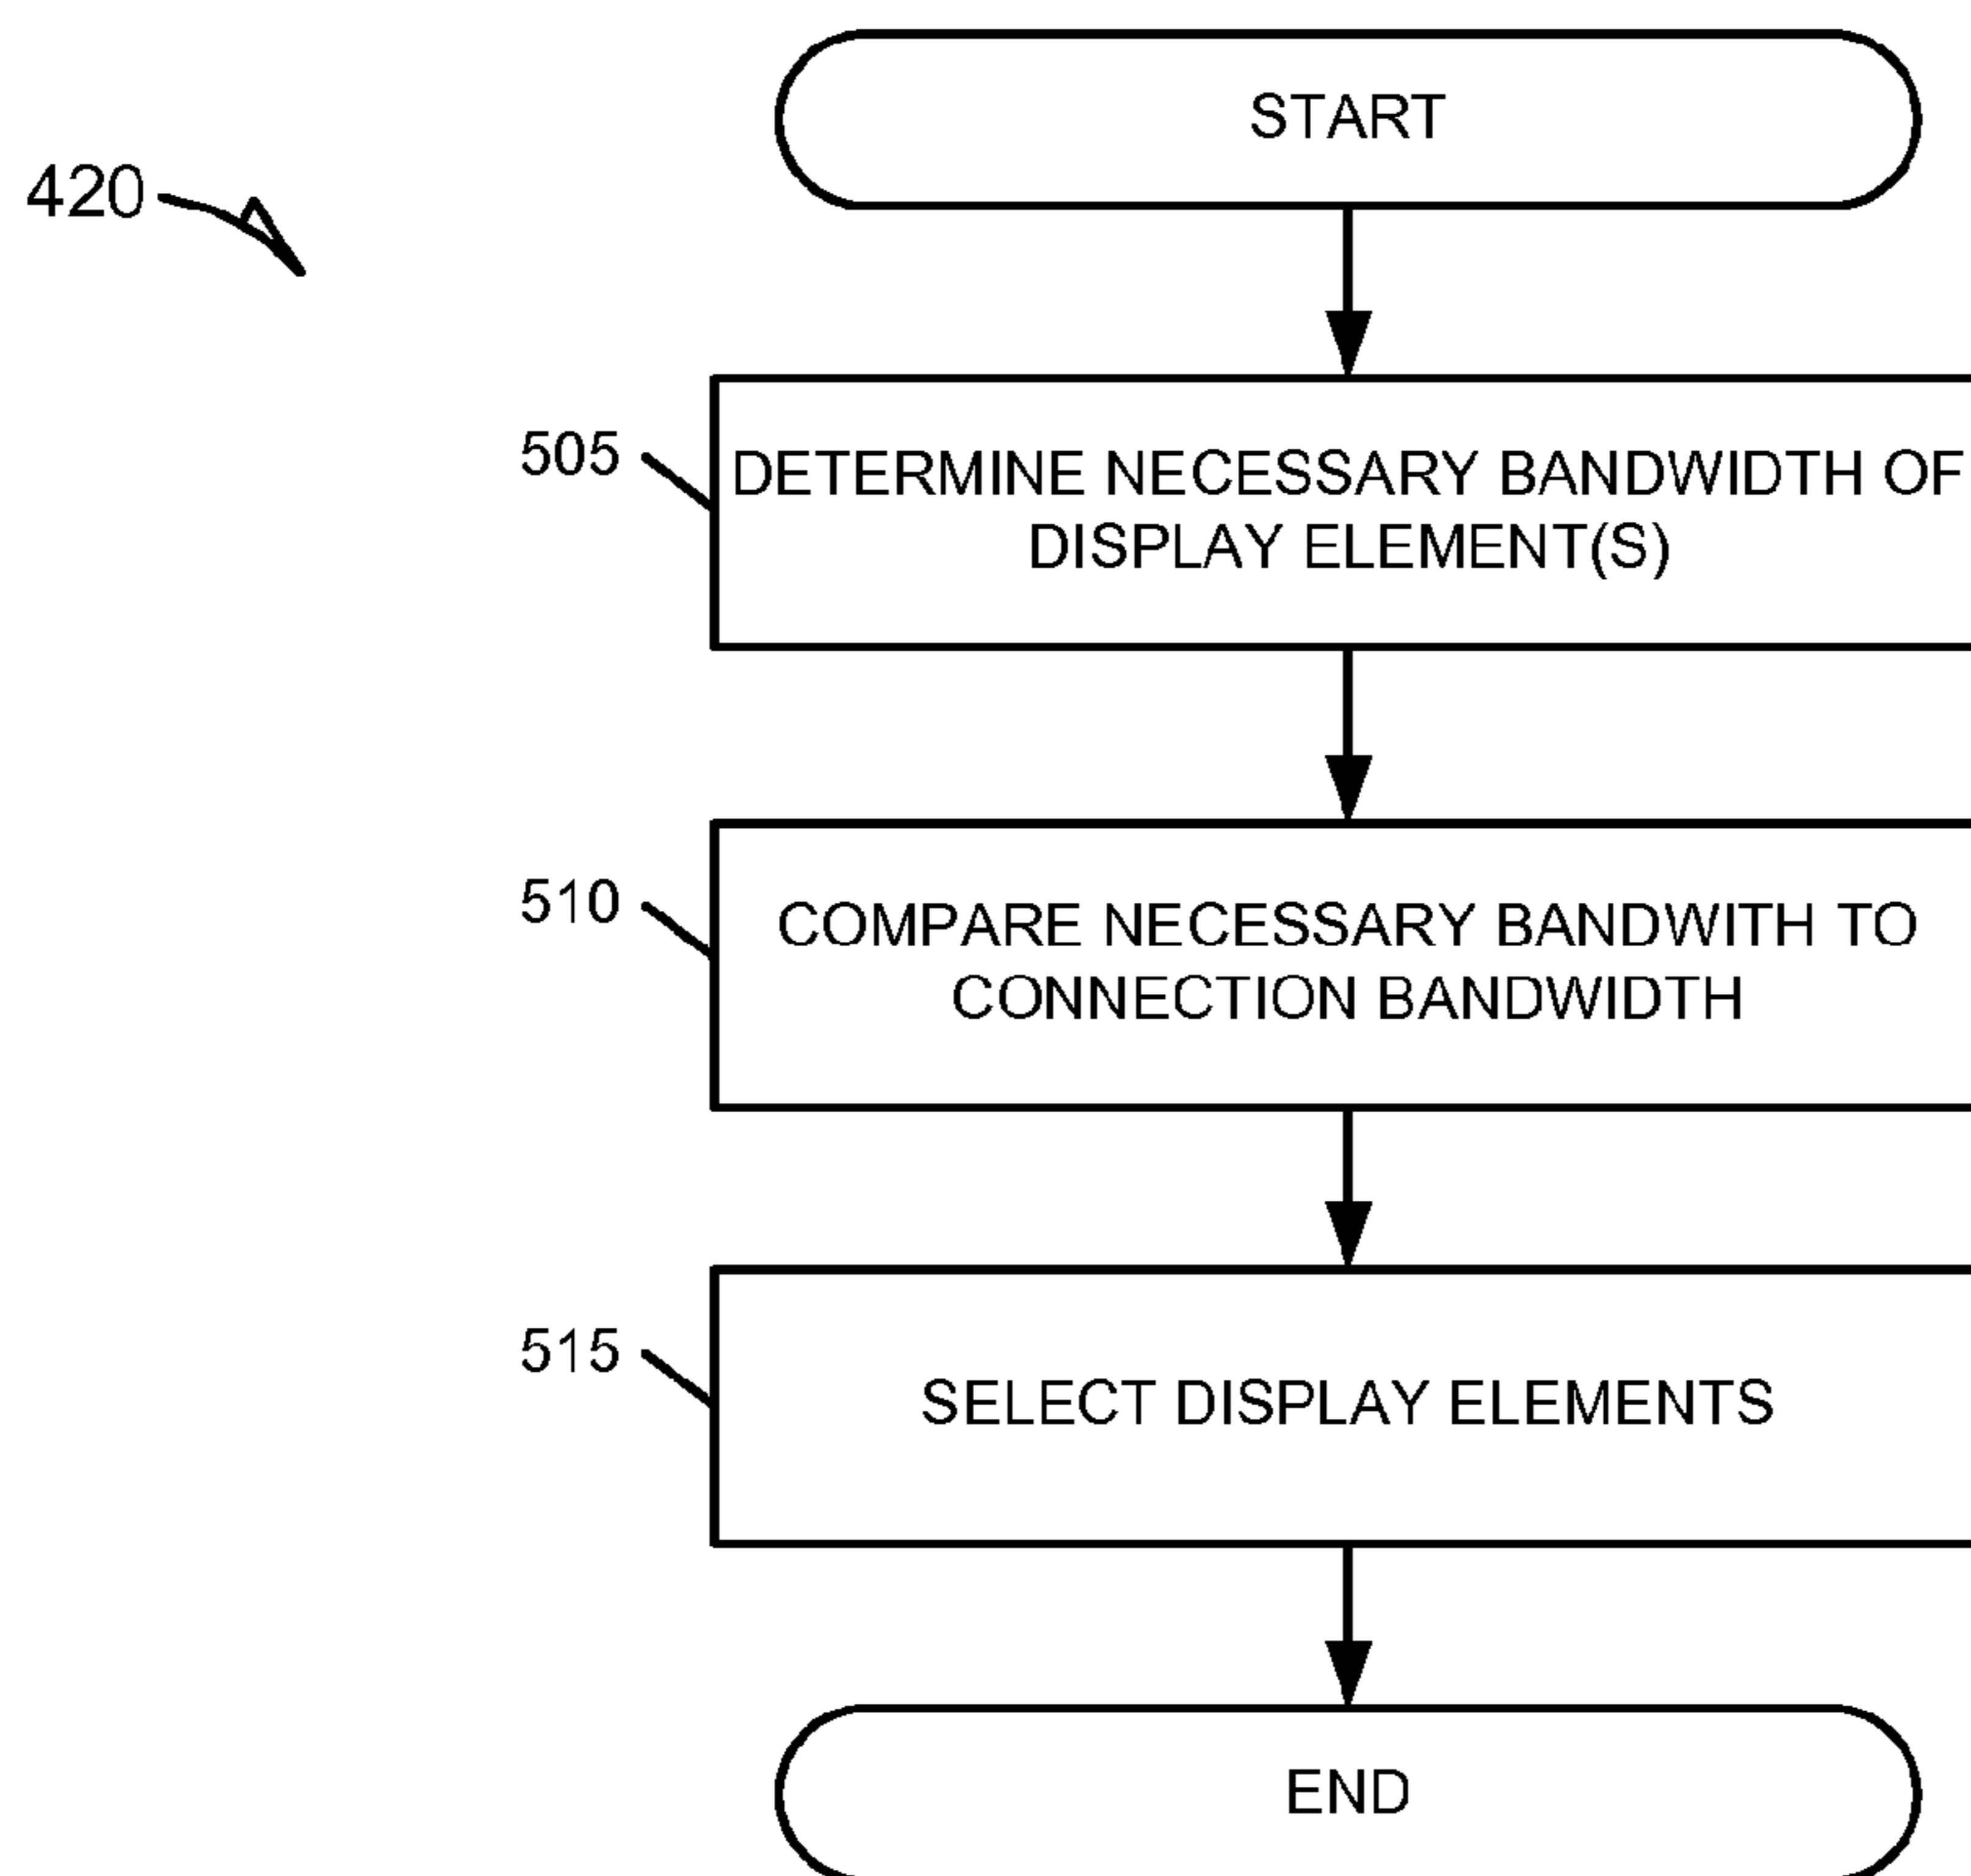 START
420
505
DETERMINE NECESSARY BANDWIDTH OF
DISPLAY ELEMENT(S)
510
COMPARE NECESSARY BANDWITH TO
CONNECTION BANDWIDTH
515
SELECT DISPLAY ELEMENTS
END